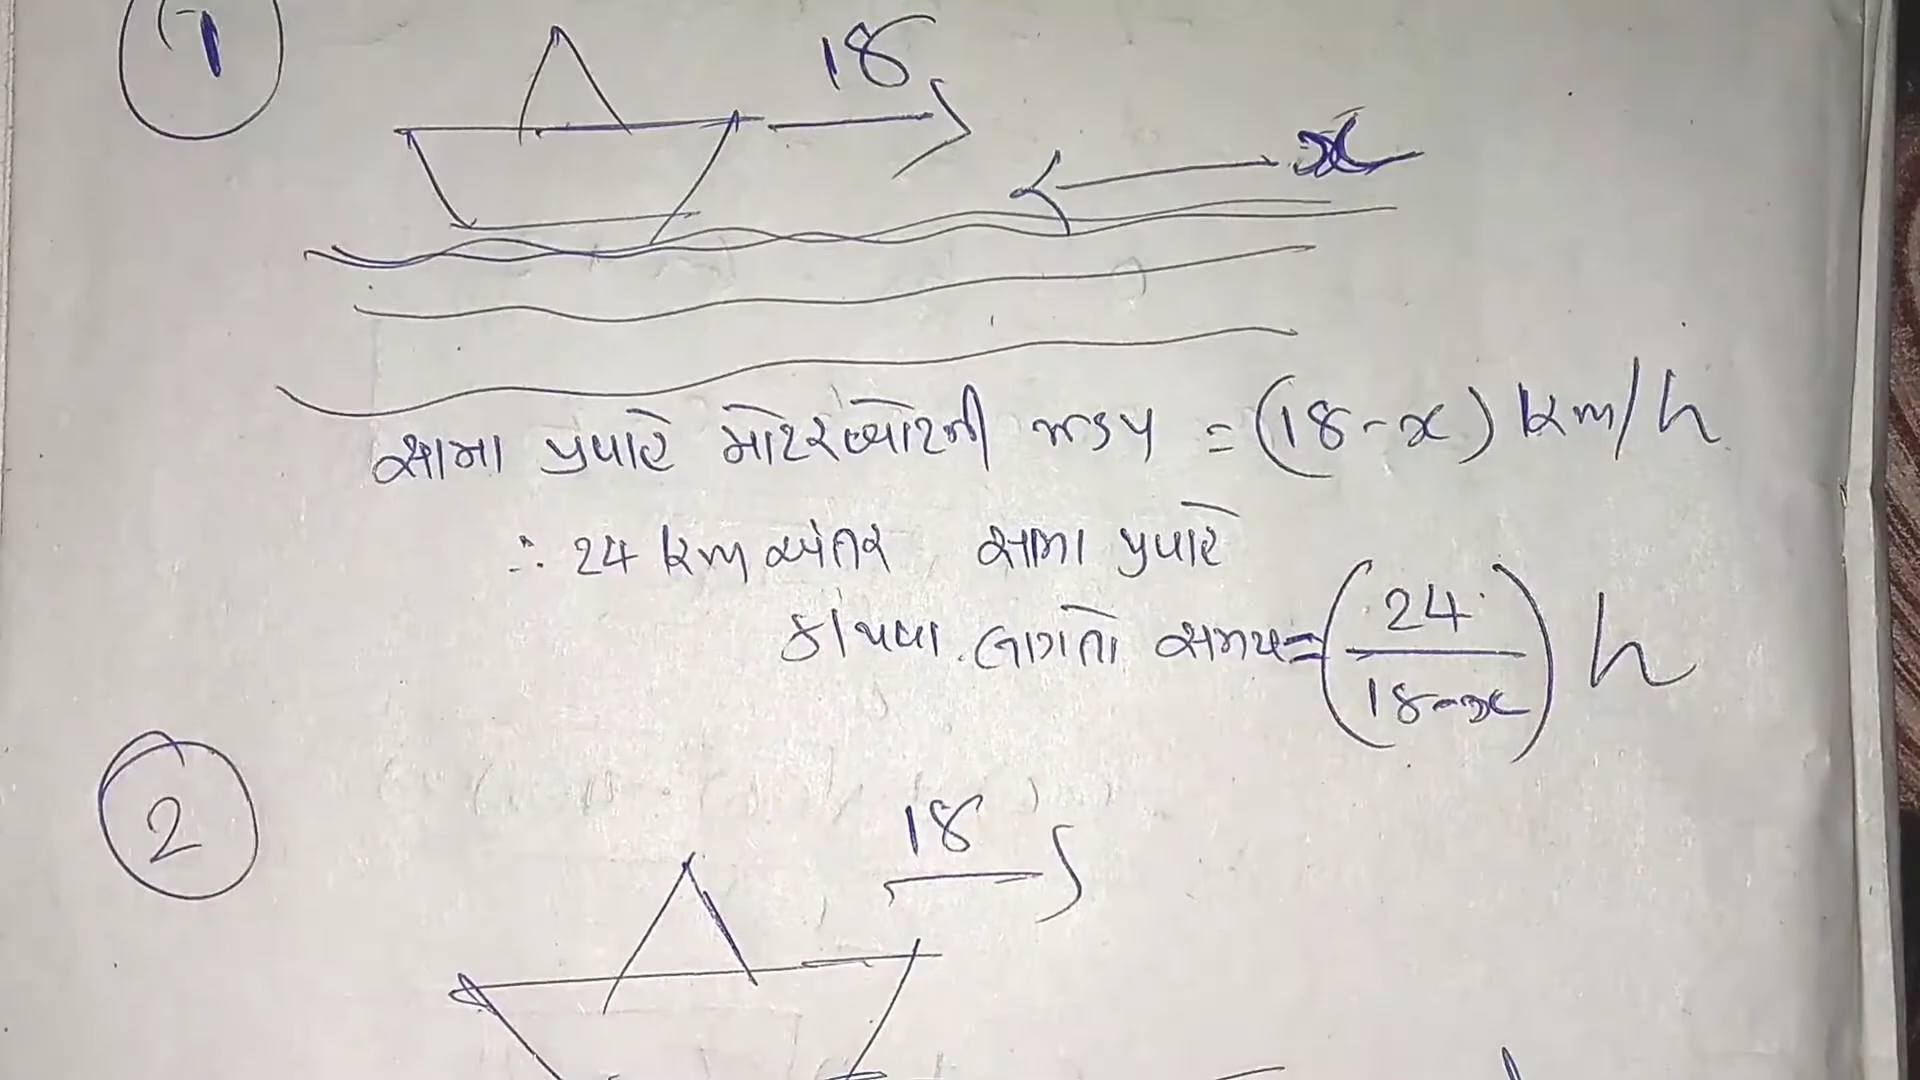 1
18
x
સામા પ્રવાહે મોટરબોટની ઝડપ = (18-x) km/h
∴ 24 km અંતર સામા પ્રવાહે
કાપવા લાગતો સમય = (24/18-x) h
2
18